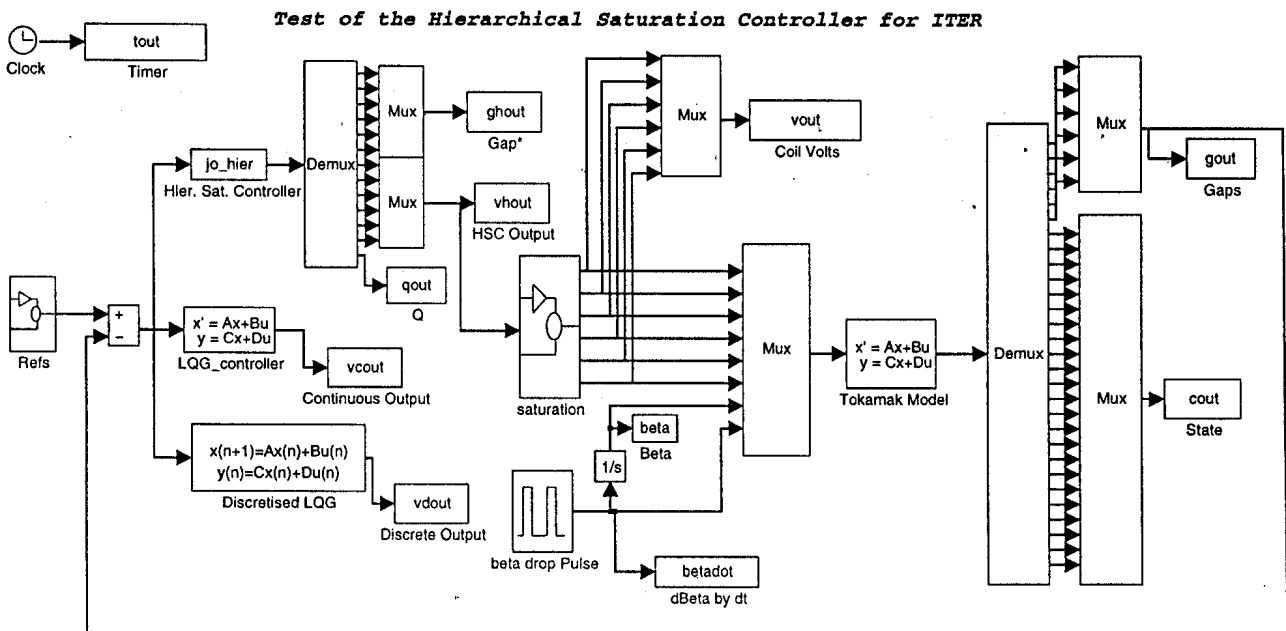 Test of the Hierarchical Saturation Controller for ITER
tout
Clock
Timer
ghout
Gap*
Mux
Mux
vout
Coil Volts
Mux
gout
Gaps
jo_hier
Hier. Sat. Controller
Demux
Mux
vhout
HSC Output
qout
Q
+
−
Refs
x' = Ax+Bu
y = Cx+Du
LQG_controller
vcout
Continuous Output
saturation
Mux
x' = Ax+Bu
y = Cx+Du
Tokamak Model
Demux
Mux
cout
State
beta
Beta
1/s
x(n+1)=Ax(n)+Bu(n)
y(n)=Cx(n)+Du(n)
Discretised LQG
vdout
Discrete Output
beta drop Pulse
betadot
dBeta by dt